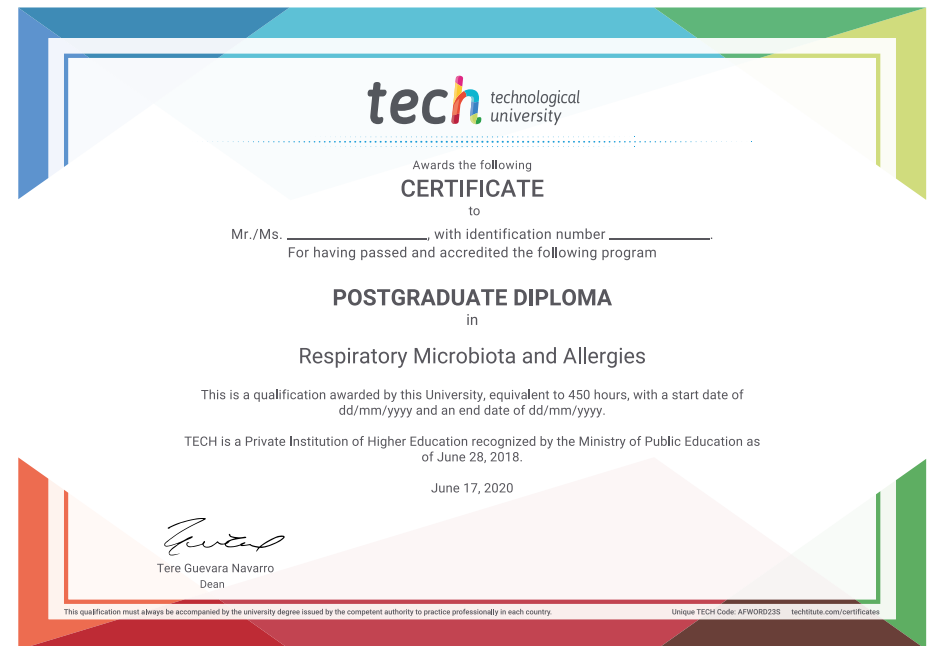 tech technological
university
Awards the following
CERTIFICATE
to
Mr./Ms. ____________________, with identification number ______________.
For having passed and accredited the following program
POSTGRADUATE DIPLOMA
in
Respiratory Microbiota and Allergies
This is a qualification awarded by this University, equivalent to 450 hours, with a start date of
dd/mm/yyyy and an end date of dd/mm/yyyy.
TECH is a Private Institution of Higher Education recognized by the Ministry of Public Education as
of June 28, 2018.
June 17, 2020
Tere Guevara Navarro
Dean
This qualification must always be accompanied by the university degree issued by the competent authority to practice professionally in each country. Unique TECH Code: AFWORD23S techtitute.com/certificates